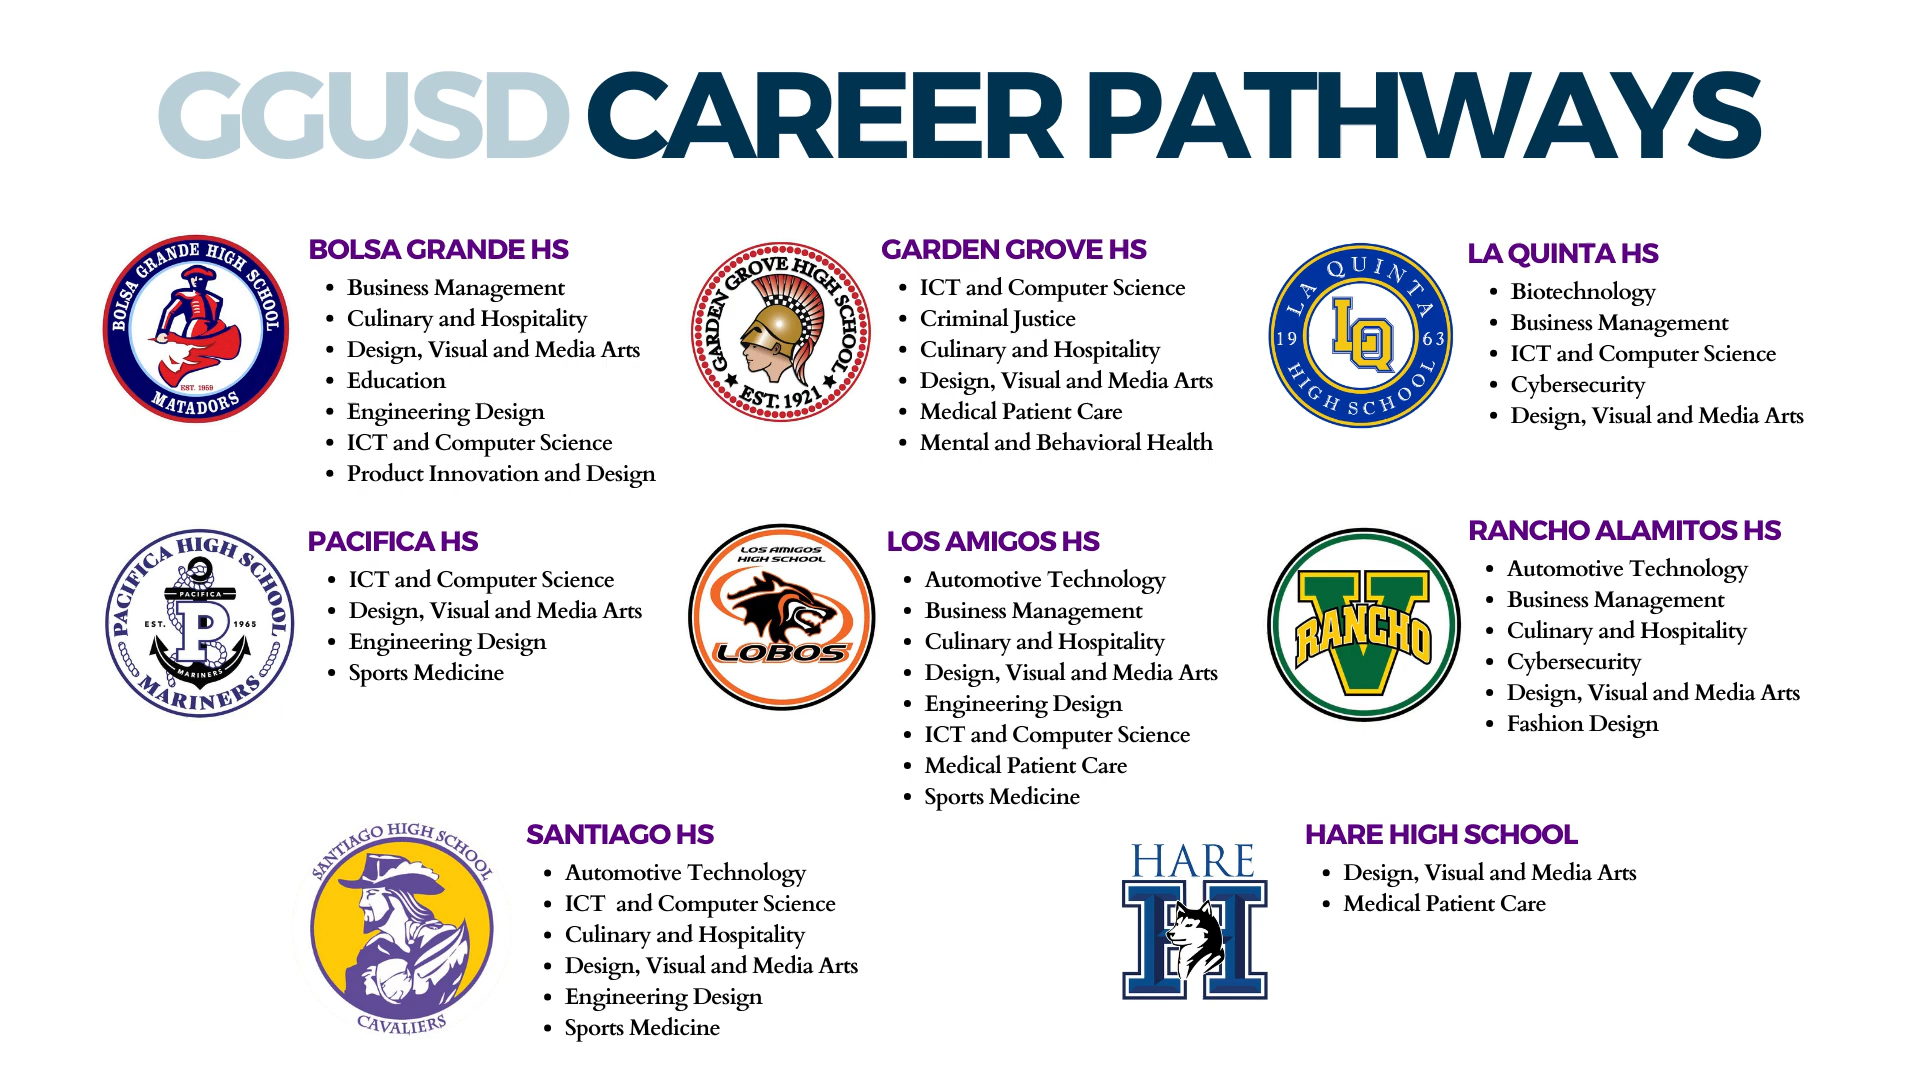 GGUSD CAREER PATHWAYS
BOLSA GRANDE HIGH SCHOOL
EST. 1959
MATADORS
BOLSA GRANDE HS
• Business Management
• Culinary and Hospitality
• Design, Visual and Media Arts
• Education
• Engineering Design
• ICT and Computer Science
• Product Innovation and Design
GARDEN GROVE HIGH SCHOOL
EST. 1921
GARDEN GROVE HS
• ICT and Computer Science
• Criminal Justice
• Culinary and Hospitality
• Design, Visual and Media Arts
• Medical Patient Care
• Mental and Behavioral Health
LA QUINTA
19 LQ 63
HIGH SCHOOL
LA QUINTA HS
• Biotechnology
• Business Management
• ICT and Computer Science
• Cybersecurity
• Design, Visual and Media Arts
PACIFICA HIGH SCHOOL
PACIFICA
EST. P 1965
MARINERS
MARINERS
PACIFICA HS
• ICT and Computer Science
• Design, Visual and Media Arts
• Engineering Design
• Sports Medicine
LOS AMIGOS
HIGH SCHOOL
LOBOS
LOS AMIGOS HS
• Automotive Technology
• Business Management
• Culinary and Hospitality
• Design, Visual and Media Arts
• Engineering Design
• ICT and Computer Science
• Medical Patient Care
• Sports Medicine
V
RANCHO
RANCHO ALAMITOS HS
• Automotive Technology
• Business Management
• Culinary and Hospitality
• Cybersecurity
• Design, Visual and Media Arts
• Fashion Design
SANTIAGO HIGH SCHOOL
CAVALIERS
SANTIAGO HS
• Automotive Technology
• ICT  and Computer Science
• Culinary and Hospitality
• Design, Visual and Media Arts
• Engineering Design
• Sports Medicine
HARE
H
HARE HIGH SCHOOL
• Design, Visual and Media Arts
• Medical Patient Care